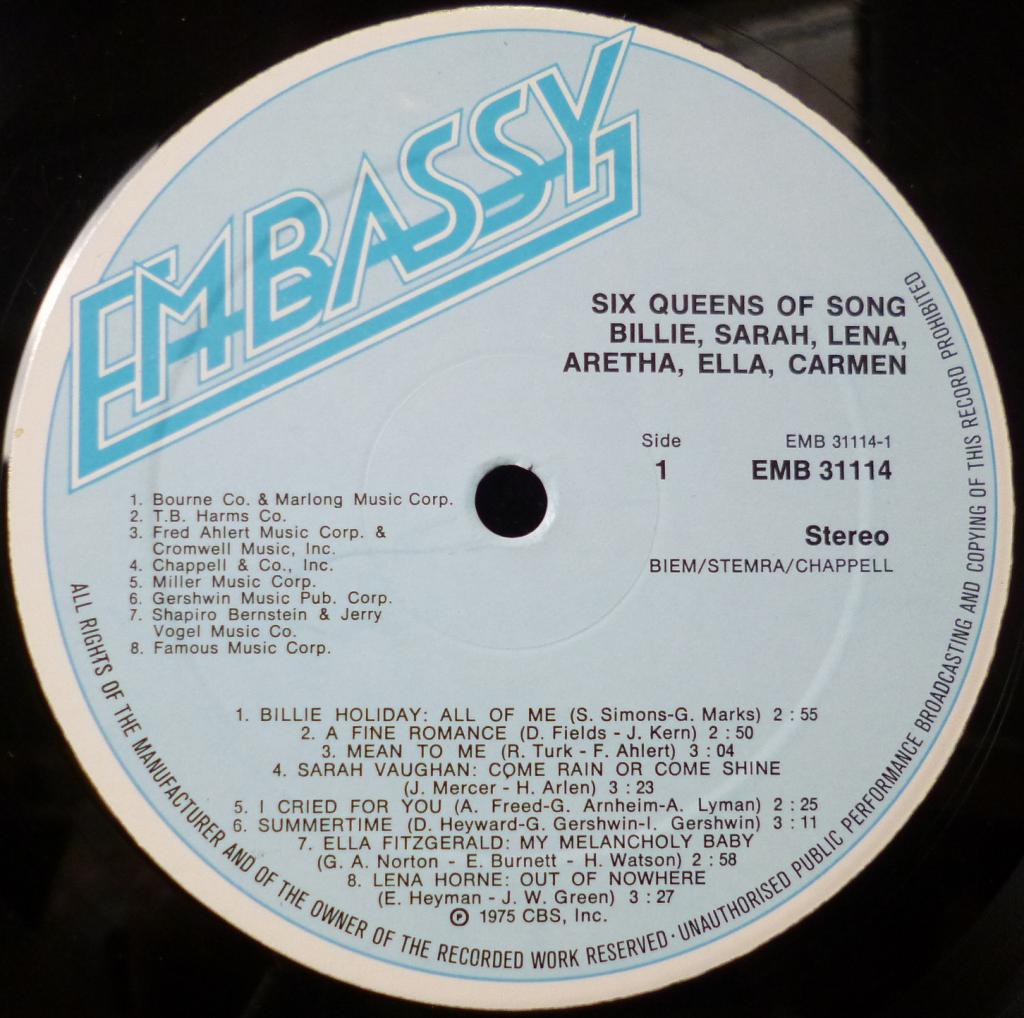 EMBASSY
SIX QUEENS OF SONG
BILLIE, SARAH, LENA,
ARETHA, ELLA, CARMEN
Side EMB 31114-1
1 EMB 31114
Stereo
BIEM/STEMRA/CHAPPELL
1. Bourne Co. & Marlong Music Corp.
2. T.B. Harms Co.
3. Fred Ahlert Music Corp. &
Cromwell Music, Inc.
4. Chappell & Co., Inc.
5. Miller Music Corp.
6. Gershwin Music Pub. Corp.
7. Shapiro Bernstein & Jerry
Vogel Music Co.
8. Famous Music Corp.
1. BILLIE HOLIDAY: ALL OF ME (S. Simons-G. Marks) 2 : 55
2. A FINE ROMANCE (D. Fields - J. Kern) 2 : 50
3. MEAN TO ME (R. Turk - F. Ahlert) 3 : 04
4. SARAH VAUGHAN: COME RAIN OR COME SHINE
(J. Mercer - H. Arlen) 3 : 23
5. I CRIED FOR YOU (A. Freed-G. Arnheim-A. Lyman) 2 : 25
6. SUMMERTIME (D. Heyward-G. Gershwin-I. Gershwin) 3 : 11
7. ELLA FITZGERALD: MY MELANCHOLY BABY
(G. A. Norton - E. Burnett - H. Watson) 2 : 58
8. LENA HORNE: OUT OF NOWHERE
(E. Heyman - J. W. Green) 3 : 27
℗ 1975 CBS, Inc.
ALL RIGHTS OF THE MANUFACTURER AND OF THE OWNER OF THE RECORDED WORK RESERVED · UNAUTHORISED PUBLIC PERFORMANCE BROADCASTING AND COPYING OF THIS RECORD PROHIBITED